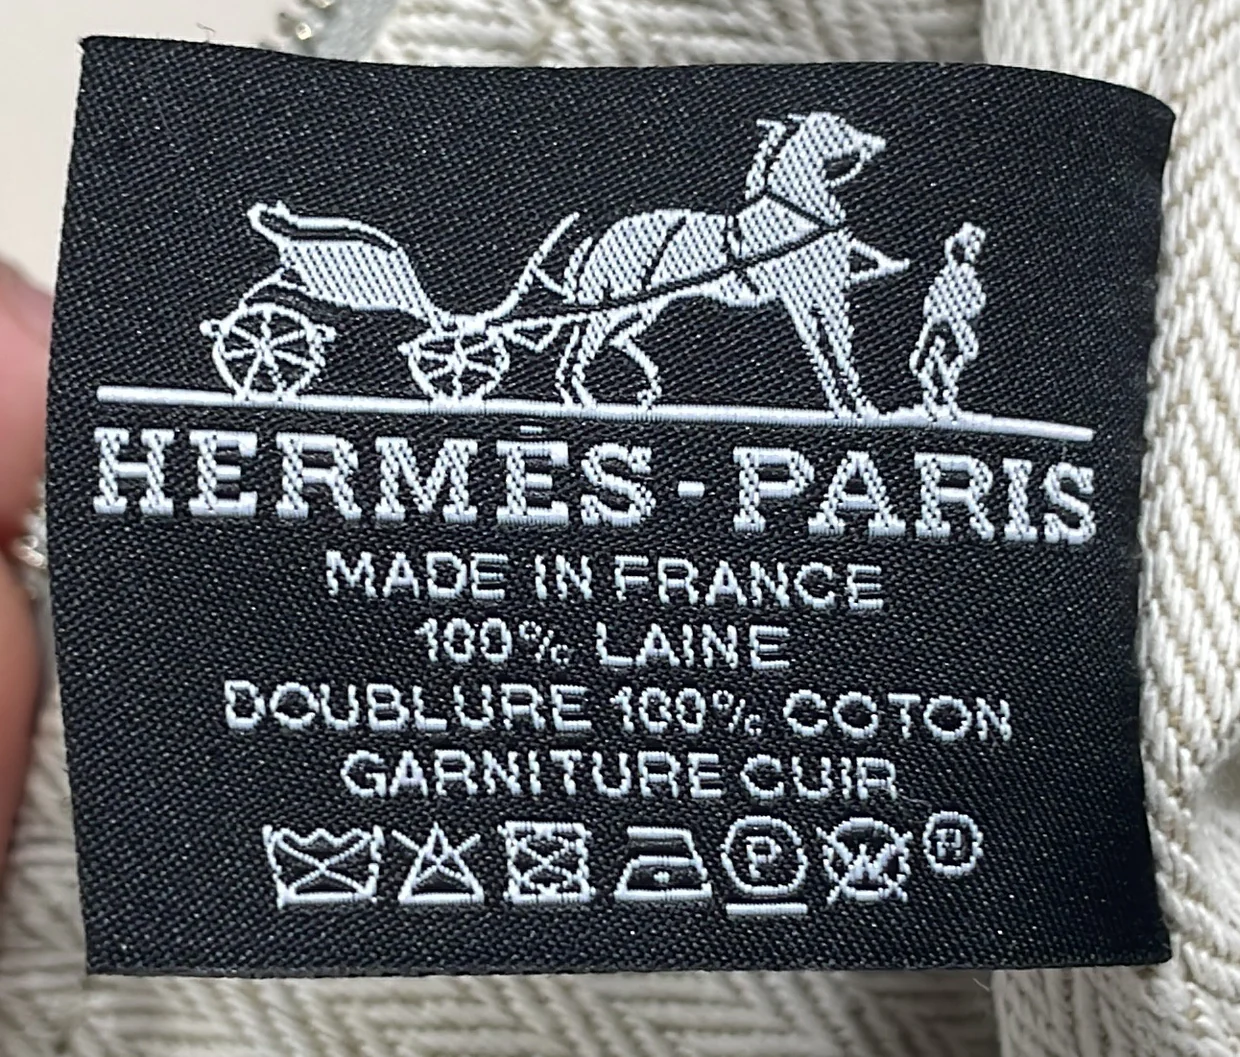 HERMÈS-PARIS
MADE IN FRANCE
100% LAINE
DOUBLURE 100% COTON
GARNITURE CUIR
P W ®